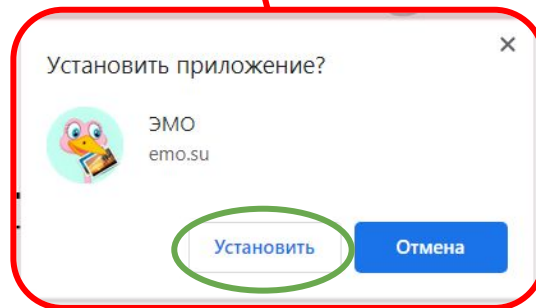 Установить приложение?
ЭМО
emo.su
Установить
Отмена